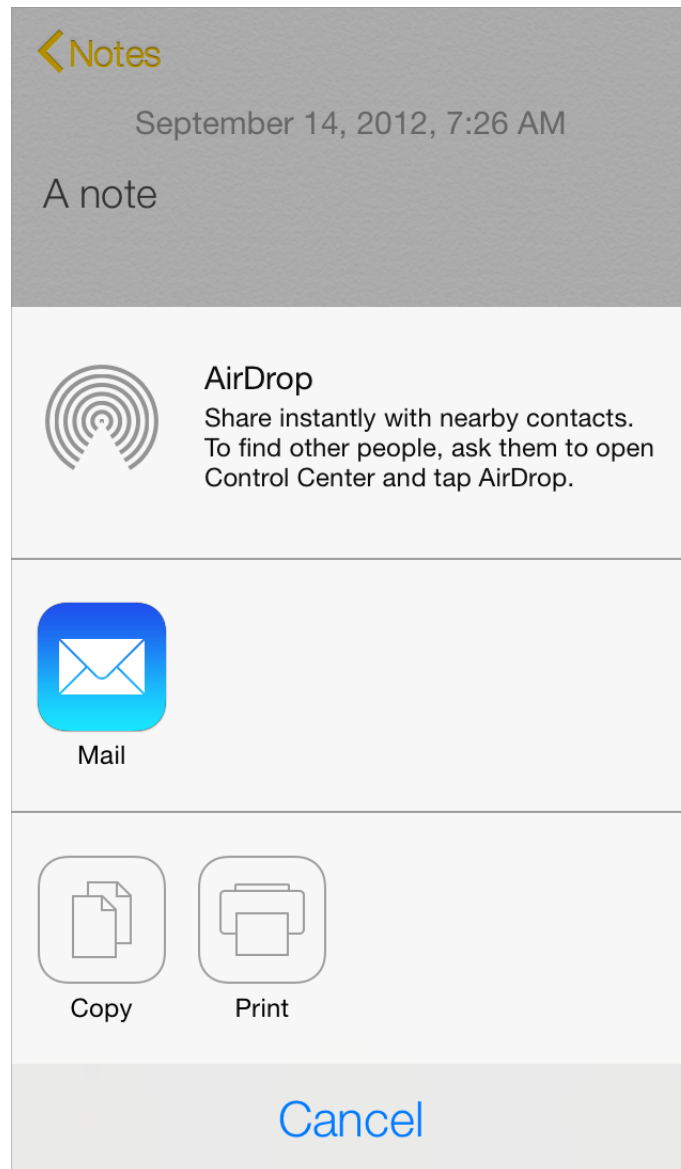 Notes
September 14, 2012, 7:26 AM
A note
AirDrop
Share instantly with nearby contacts.
To find other people, ask them to open
Control Center and tap AirDrop.
Mail
Copy Print
Cancel